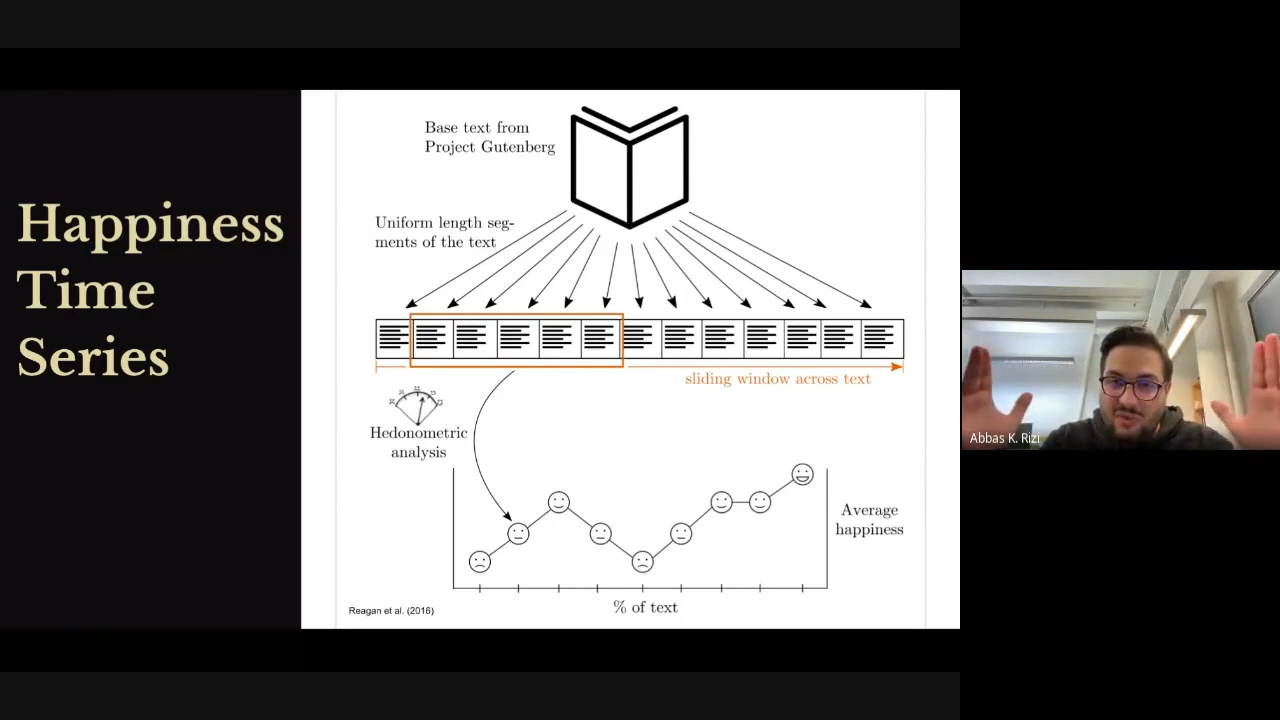 Happiness
Time
Series
Base text from
Project Gutenberg
Uniform length seg-
ments of the text
sliding window across text
Hedonometric
analysis
Average
happiness
% of text
Reagan et al. (2016)
Abbas K. Rizi